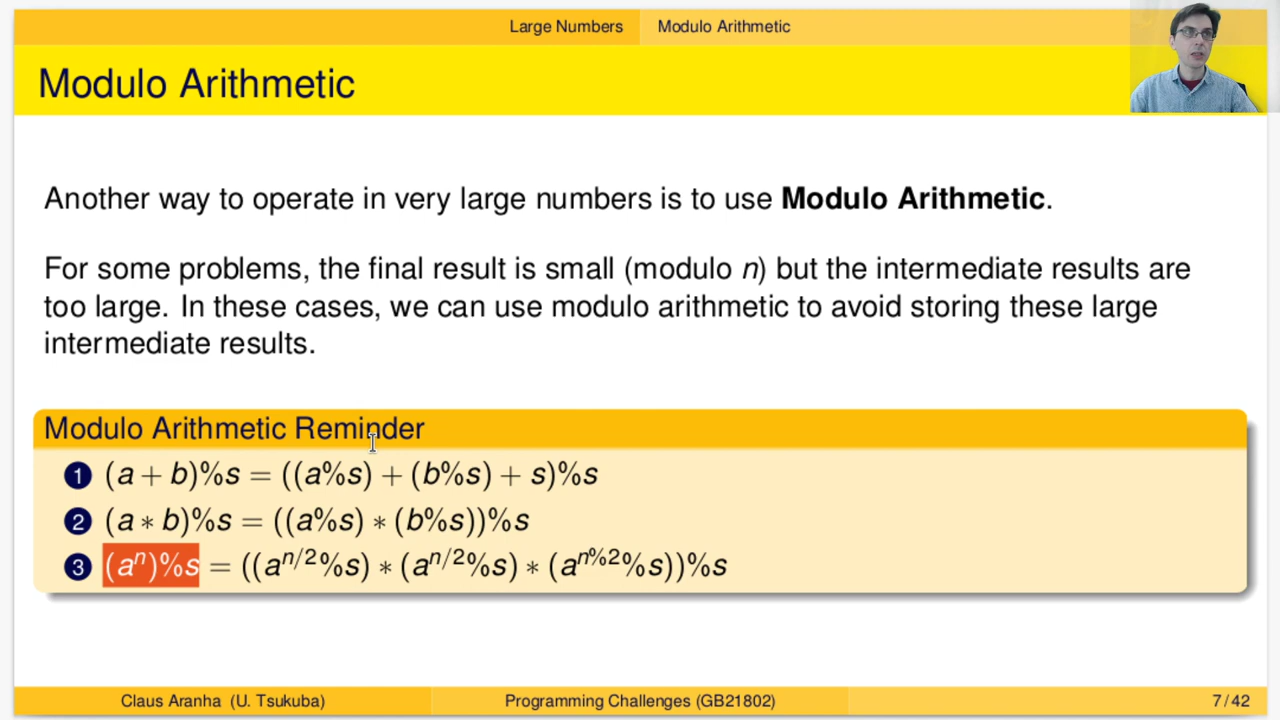 Large Numbers Modulo Arithmetic
Modulo Arithmetic
Another way to operate in very large numbers is to use Modulo Arithmetic.
For some problems, the final result is small (modulo n) but the intermediate results are
too large. In these cases, we can use modulo arithmetic to avoid storing these large
intermediate results.
Modulo Arithmetic Reminder
1 (a + b)%s = ((a%s) + (b%s) + s)%s
2 (a ∗ b)%s = ((a%s) ∗ (b%s))%s
3 (aⁿ)%s = ((a^{n/2}%s) ∗ (a^{n/2}%s) ∗ (a^{n%2}%s))%s
Claus Aranha (U. Tsukuba) Programming Challenges (GB21802) 7 / 42